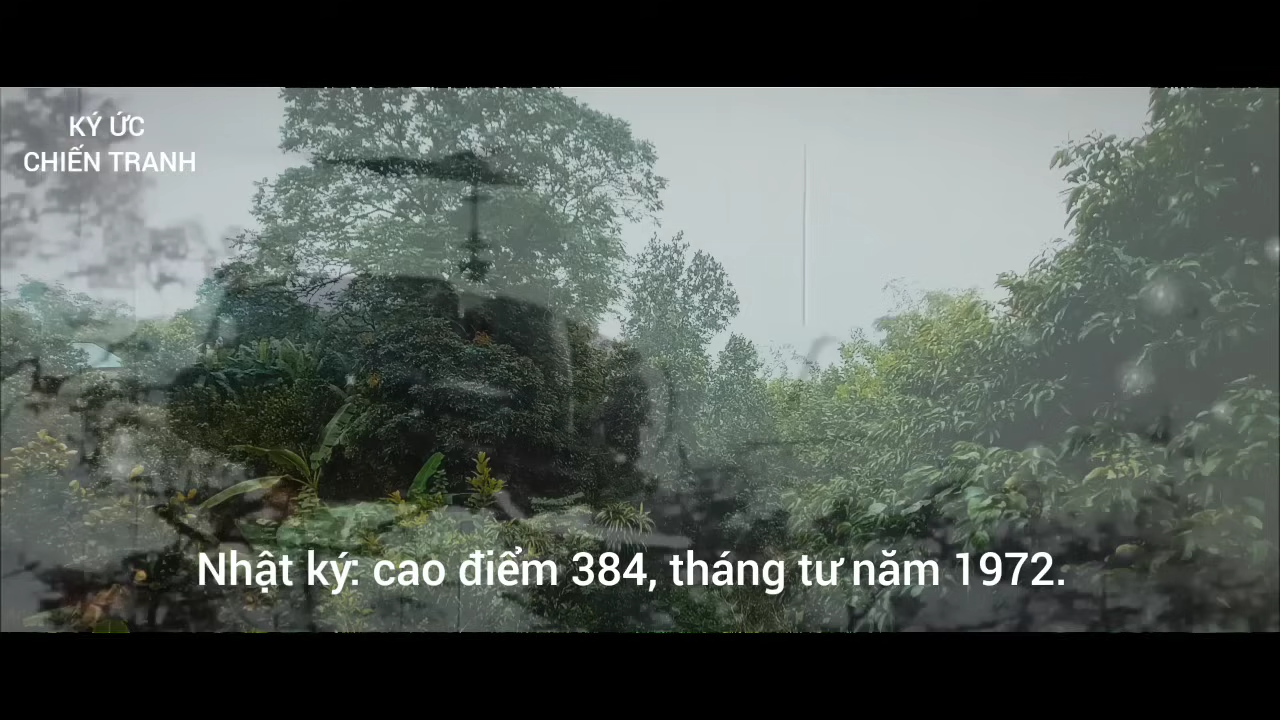 KÝ ỨC
CHIẾN TRANH
Nhật ký: cao điểm 384, tháng tư năm 1972.